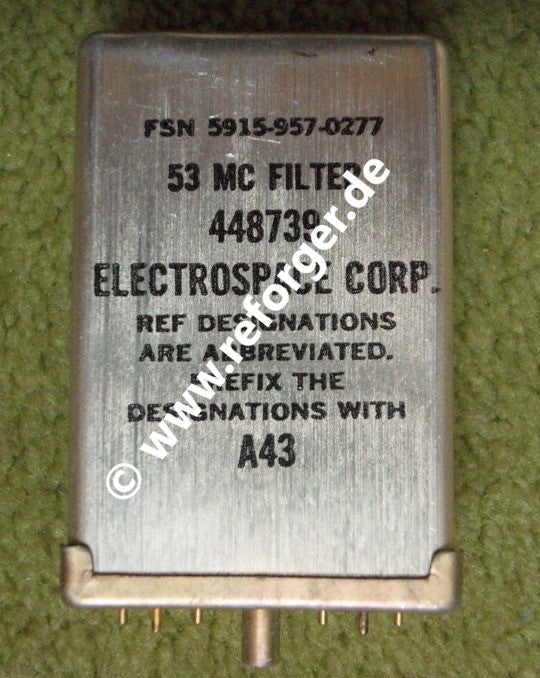 FSN 5915-957-0277
53 MC FILTER
448739
ELECTROSPACE CORP.
REF DESIGNATIONS
ARE ABBREVIATED.
PREFIX THE
DESIGNATIONS WITH
A43
© www.reforger.de